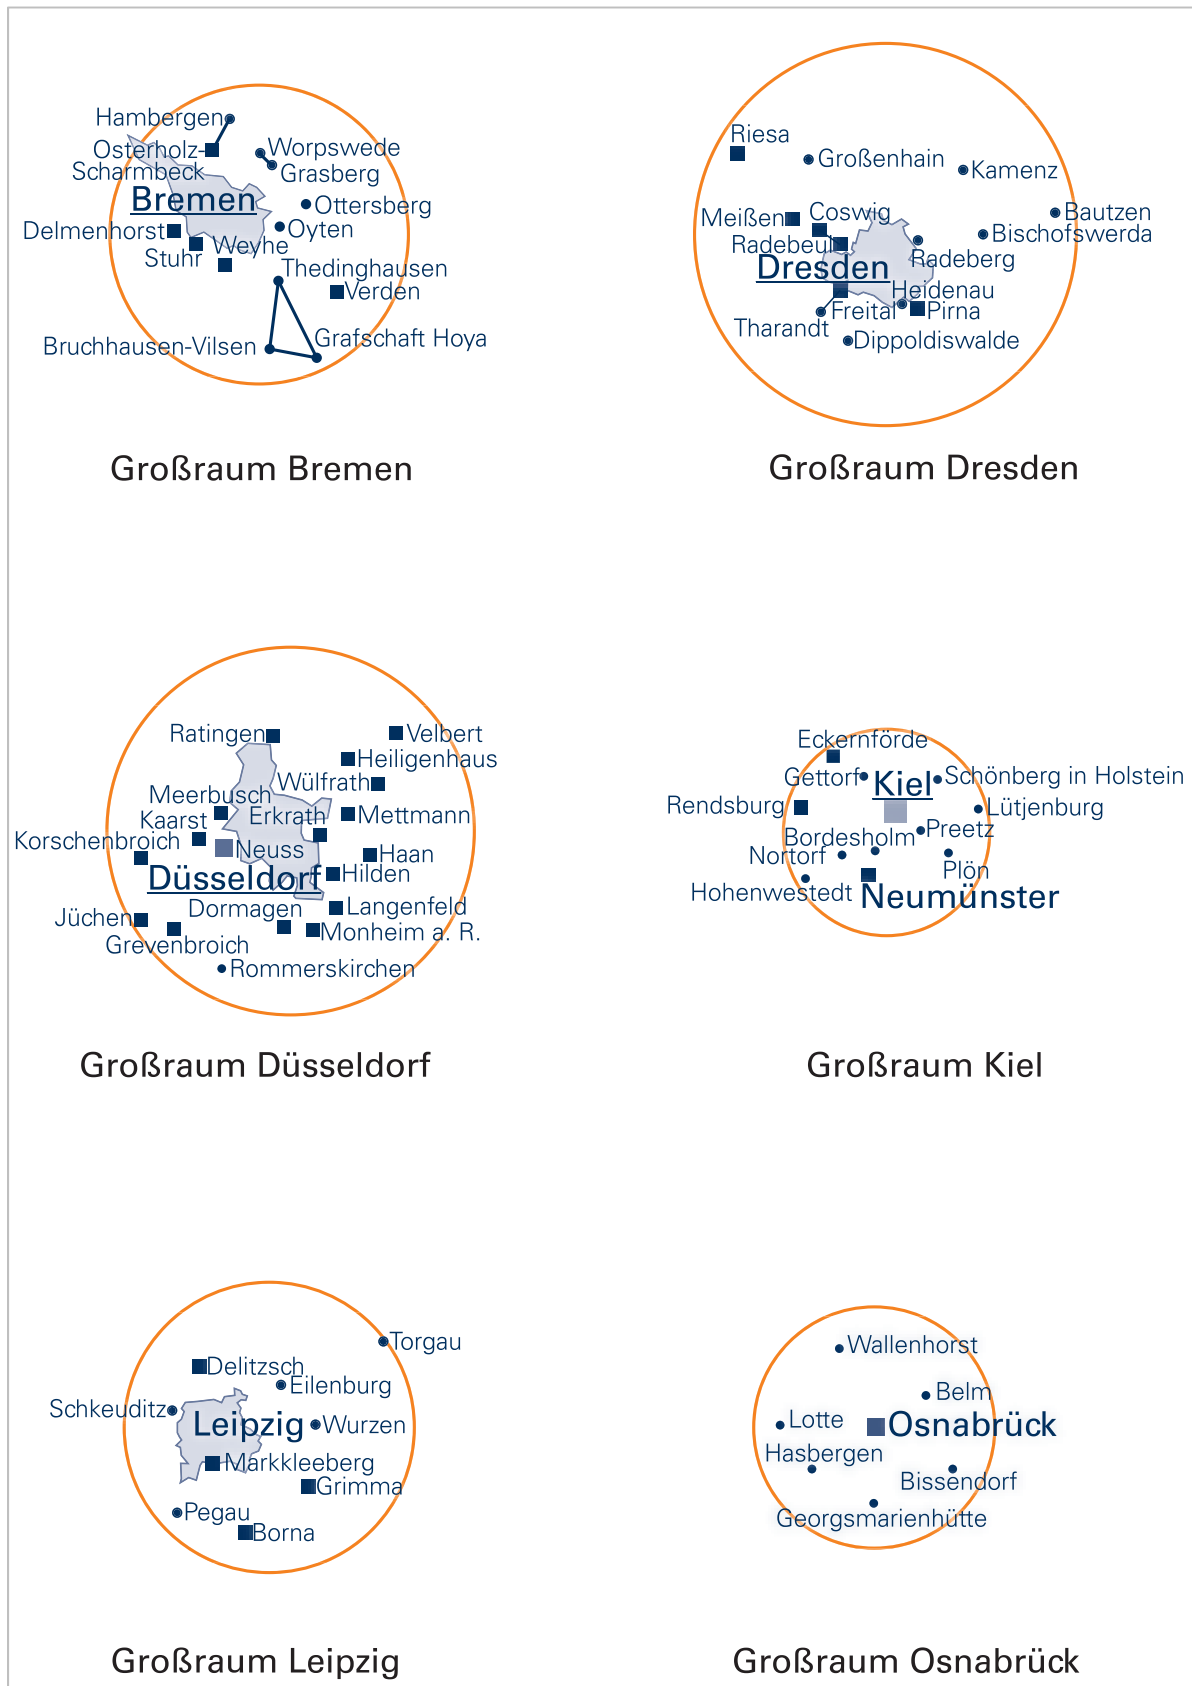 Hambergen
Osterholz-
Scharmbeck
Worpswede
Grasberg
Bremen
Ottersberg
Delmenhorst
Oyten
Stuhr
Weyhe
Thedinghausen
Verden
Bruchhausen-Vilsen
Grafschaft Hoya
Großraum Bremen
Riesa
Großenhain
Kamenz
Meißen
Coswig
Bautzen
Radebeul
Bischofswerda
Radeberg
Dresden
Heidenau
Freital
Pirna
Tharandt
Dippoldiswalde
Großraum Dresden
Ratingen
Velbert
Heiligenhaus
Wülfrath
Meerbusch
Kaarst
Erkrath
Mettmann
Korschenbroich
Neuss
Haan
Düsseldorf
Hilden
Jüchen
Dormagen
Langenfeld
Grevenbroich
Monheim a. R.
Rommerskirchen
Großraum Düsseldorf
Eckernförde
Gettorf
Kiel
Schönberg in Holstein
Rendsburg
Lütjenburg
Bordesholm
Preetz
Nortorf
Plön
Hohenwestedt
Neumünster
Großraum Kiel
Torgau
Delitzsch
Eilenburg
Schkeuditz
Leipzig
Wurzen
Markkleeberg
Grimma
Pegau
Borna
Großraum Leipzig
Wallenhorst
Belm
Lotte
Osnabrück
Hasbergen
Bissendorf
Georgsmarienhütte
Großraum Osnabrück